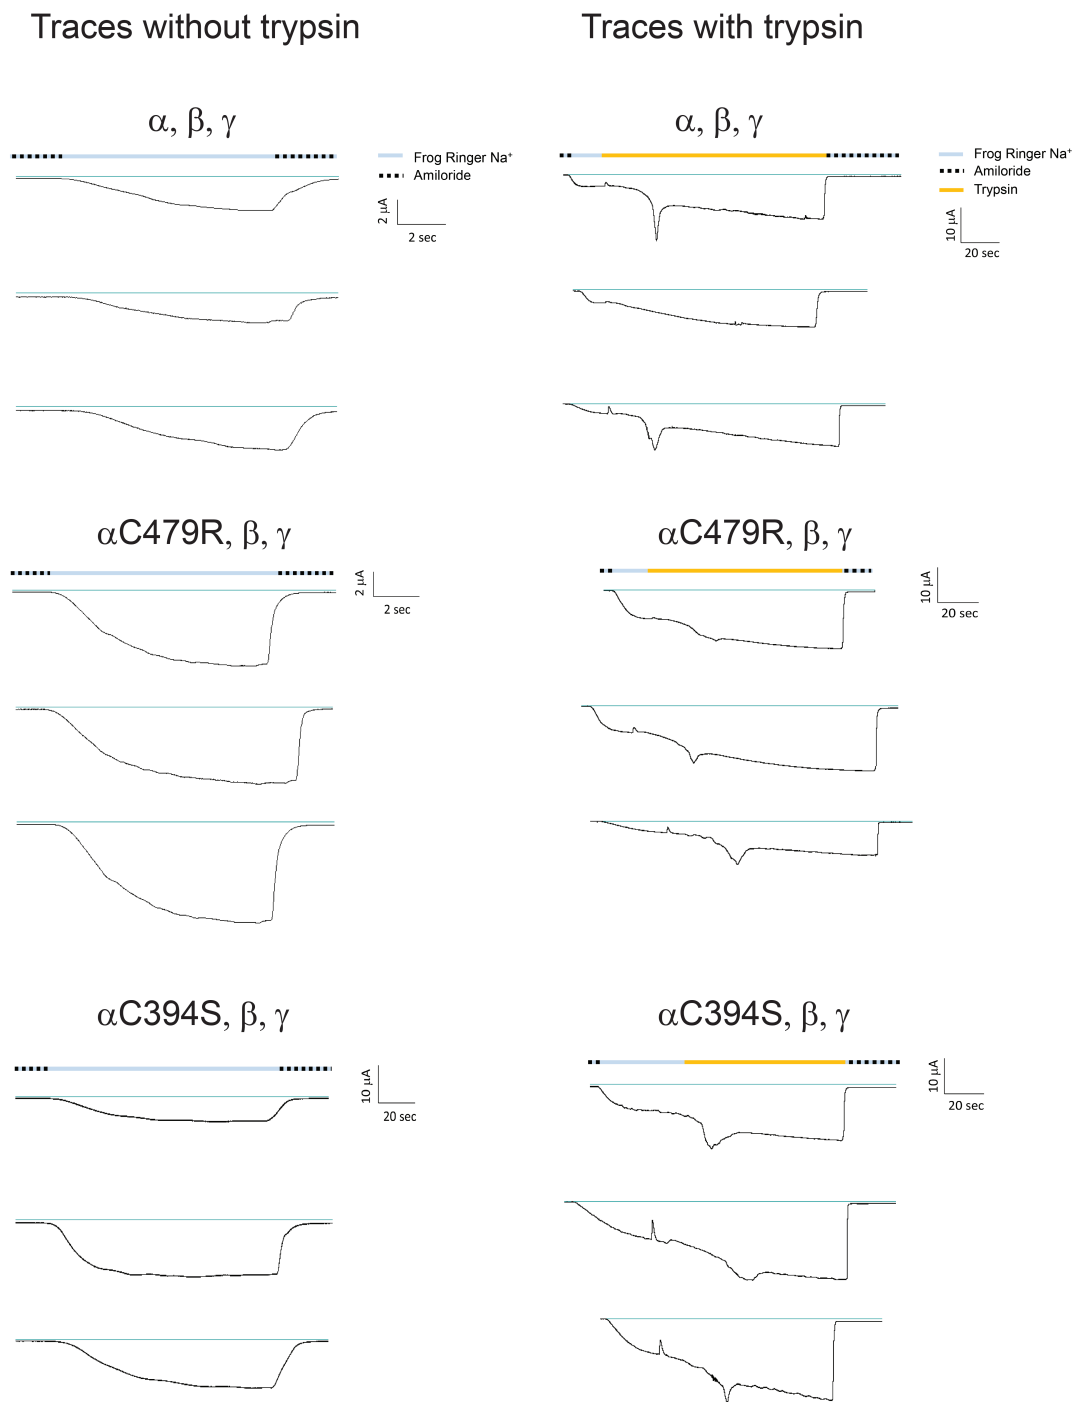 Traces without trypsin
Traces with trypsin
α, β, γ
α, β, γ
Frog Ringer Na⁺
Amiloride
2 µA
2 sec
Frog Ringer Na⁺
Amiloride
Trypsin
10 µA
20 sec
αC479R, β, γ
αC479R, β, γ
2 µA
2 sec
10 µA
20 sec
αC394S, β, γ
αC394S, β, γ
10 µA
20 sec
10 µA
20 sec